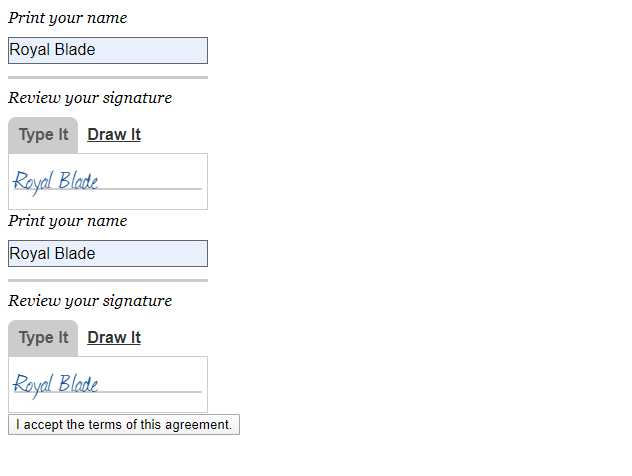 Print your name
Royal Blade
Review your signature
Type It Draw It
Royal Blade
Print your name
Royal Blade
Review your signature
Type It Draw It
Royal Blade
I accept the terms of this agreement.